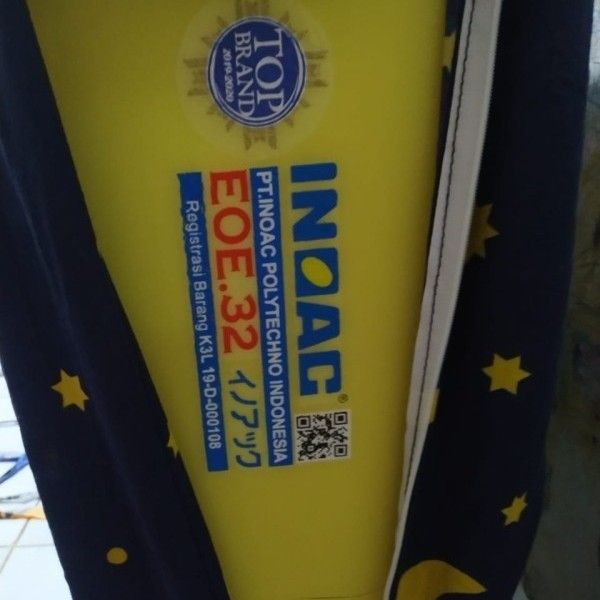 TOP
BRAND
2019-2020
INOAC®
PT.INOAC POLYTECHNO INDONESIA
EOE.32 イノアック
Registrasi Barang K3L 19-D-000108